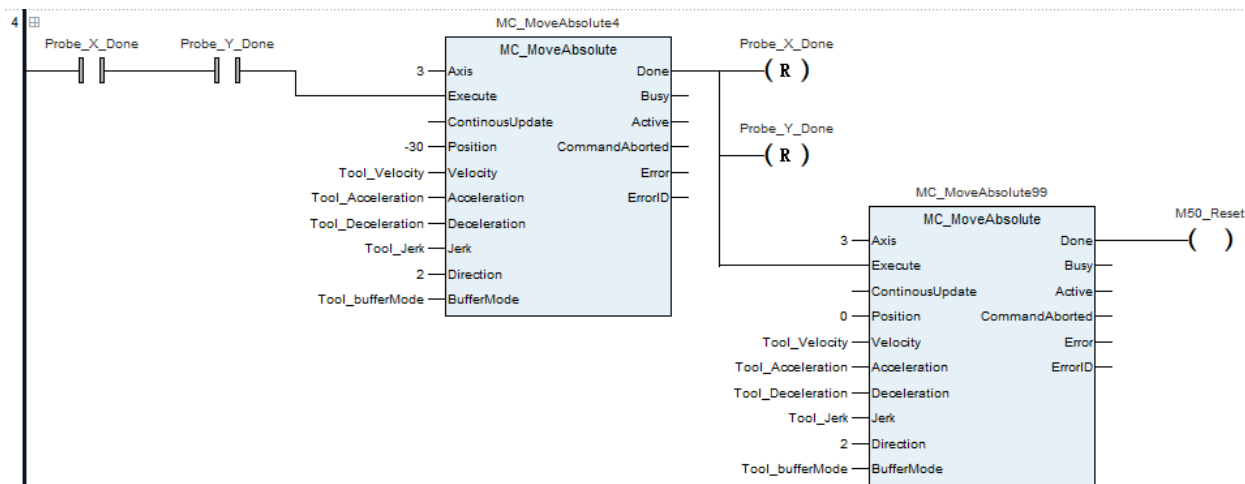 4
MC_MoveAbsolute4
Probe_X_Done Probe_Y_Done MC_MoveAbsolute Probe_X_Done
3 Axis Done ( R )
Execute Busy
ContinousUpdate Active
Probe_Y_Done
-30 Position CommandAborted ( R )
Tool_Velocity Velocity Error
Tool_Acceleration Acceleration ErrorID
Tool_Deceleration Deceleration
Tool_Jerk Jerk
2 Direction
Tool_bufferMode BufferMode
MC_MoveAbsolute99
MC_MoveAbsolute M50_Reset
3 Axis Done ( )
Execute Busy
ContinousUpdate Active
0 Position CommandAborted
Tool_Velocity Velocity Error
Tool_Acceleration Acceleration ErrorID
Tool_Deceleration Deceleration
Tool_Jerk Jerk
2 Direction
Tool_bufferMode BufferMode